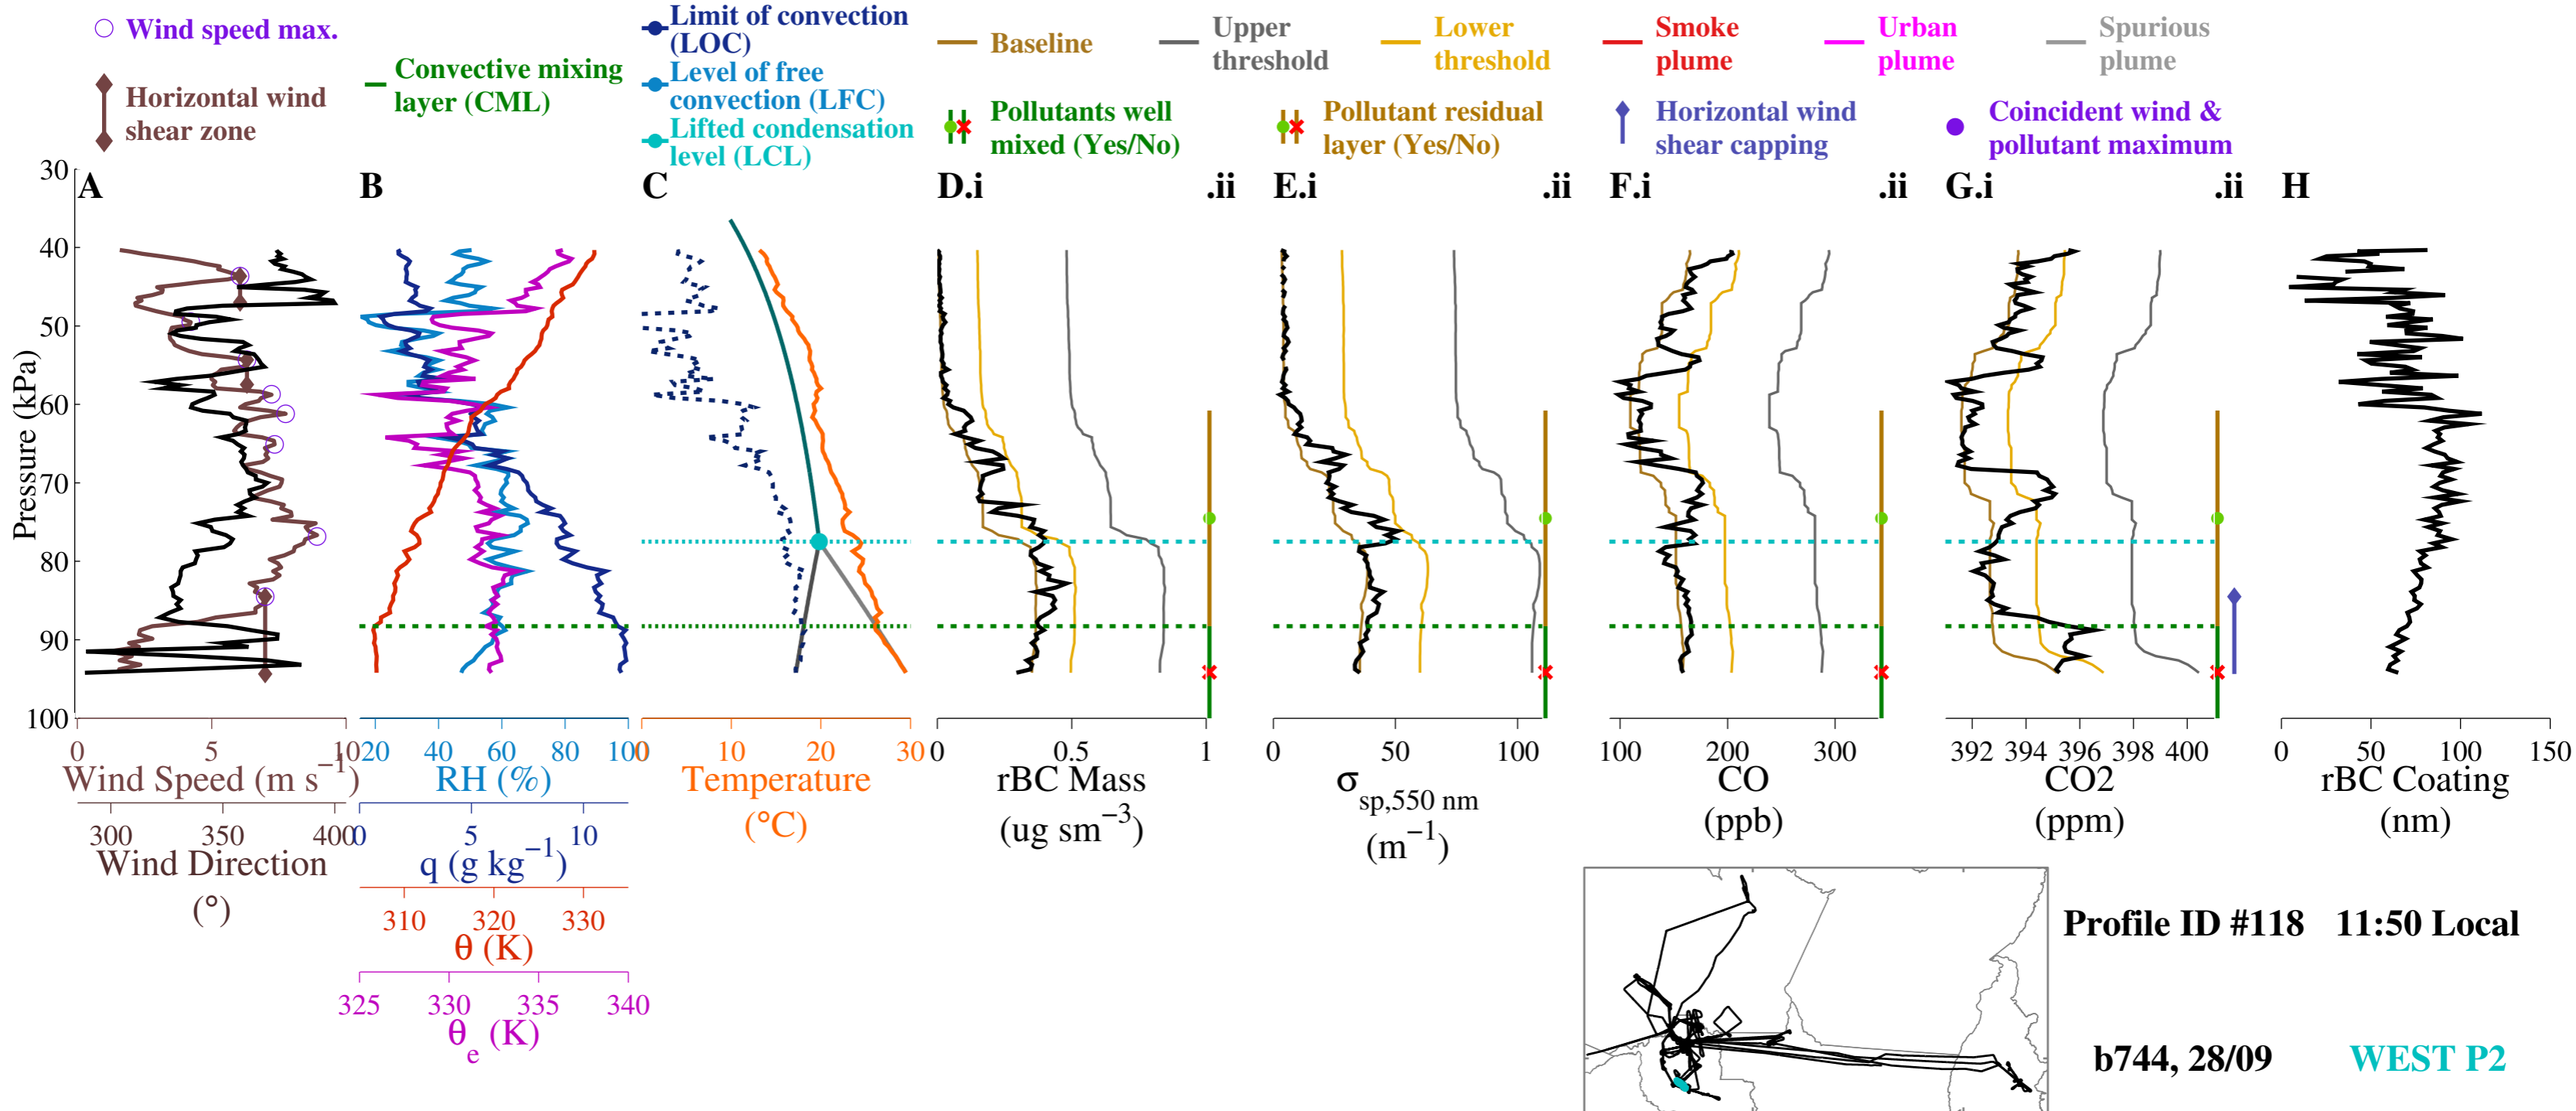 Wind speed max.
Horizontal wind
shear zone
Convective mixing
layer (CML)
Limit of convection
(LOC)
Level of free
convection (LFC)
Lifted condensation
level (LCL)
Baseline
Upper
threshold
Lower
threshold
Smoke
plume
Urban
plume
Spurious
plume
Pollutants well
mixed (Yes/No)
Pollutant residual
layer (Yes/No)
Horizontal wind
shear capping
Coincident wind &
pollutant maximum
A B C D.i .ii E.i .ii F.i .ii G.i .ii H
Pressure (kPa)
30
40
50
60
70
80
90
100
0 5 10
Wind Speed (m s⁻¹)
300 350 400
Wind Direction
(°)
20 40 60 80 100
RH (%)
0 5 10
q (g kg⁻¹)
310 320 330
θ (K)
325 330 335 340
θe (K)
0 10 20 30
Temperature
(°C)
0 0.5 1
rBC Mass
(ug sm⁻³)
0 50 100
σsp,550 nm
(m⁻¹)
100 200 300
CO
(ppb)
392 394 396 398 400
CO2
(ppm)
0 50 100 150
rBC Coating
(nm)
Profile ID #118 11:50 Local
b744, 28/09 WEST P2